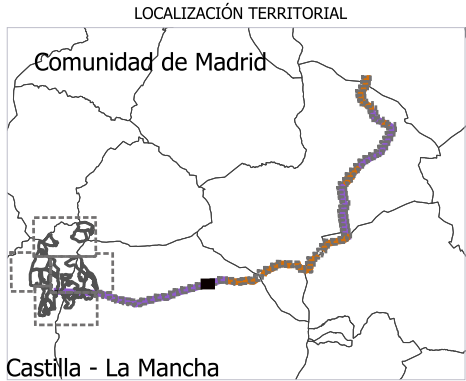 LOCALIZACIÓN TERRITORIAL
Comunidad de Madrid
Castilla - La Mancha